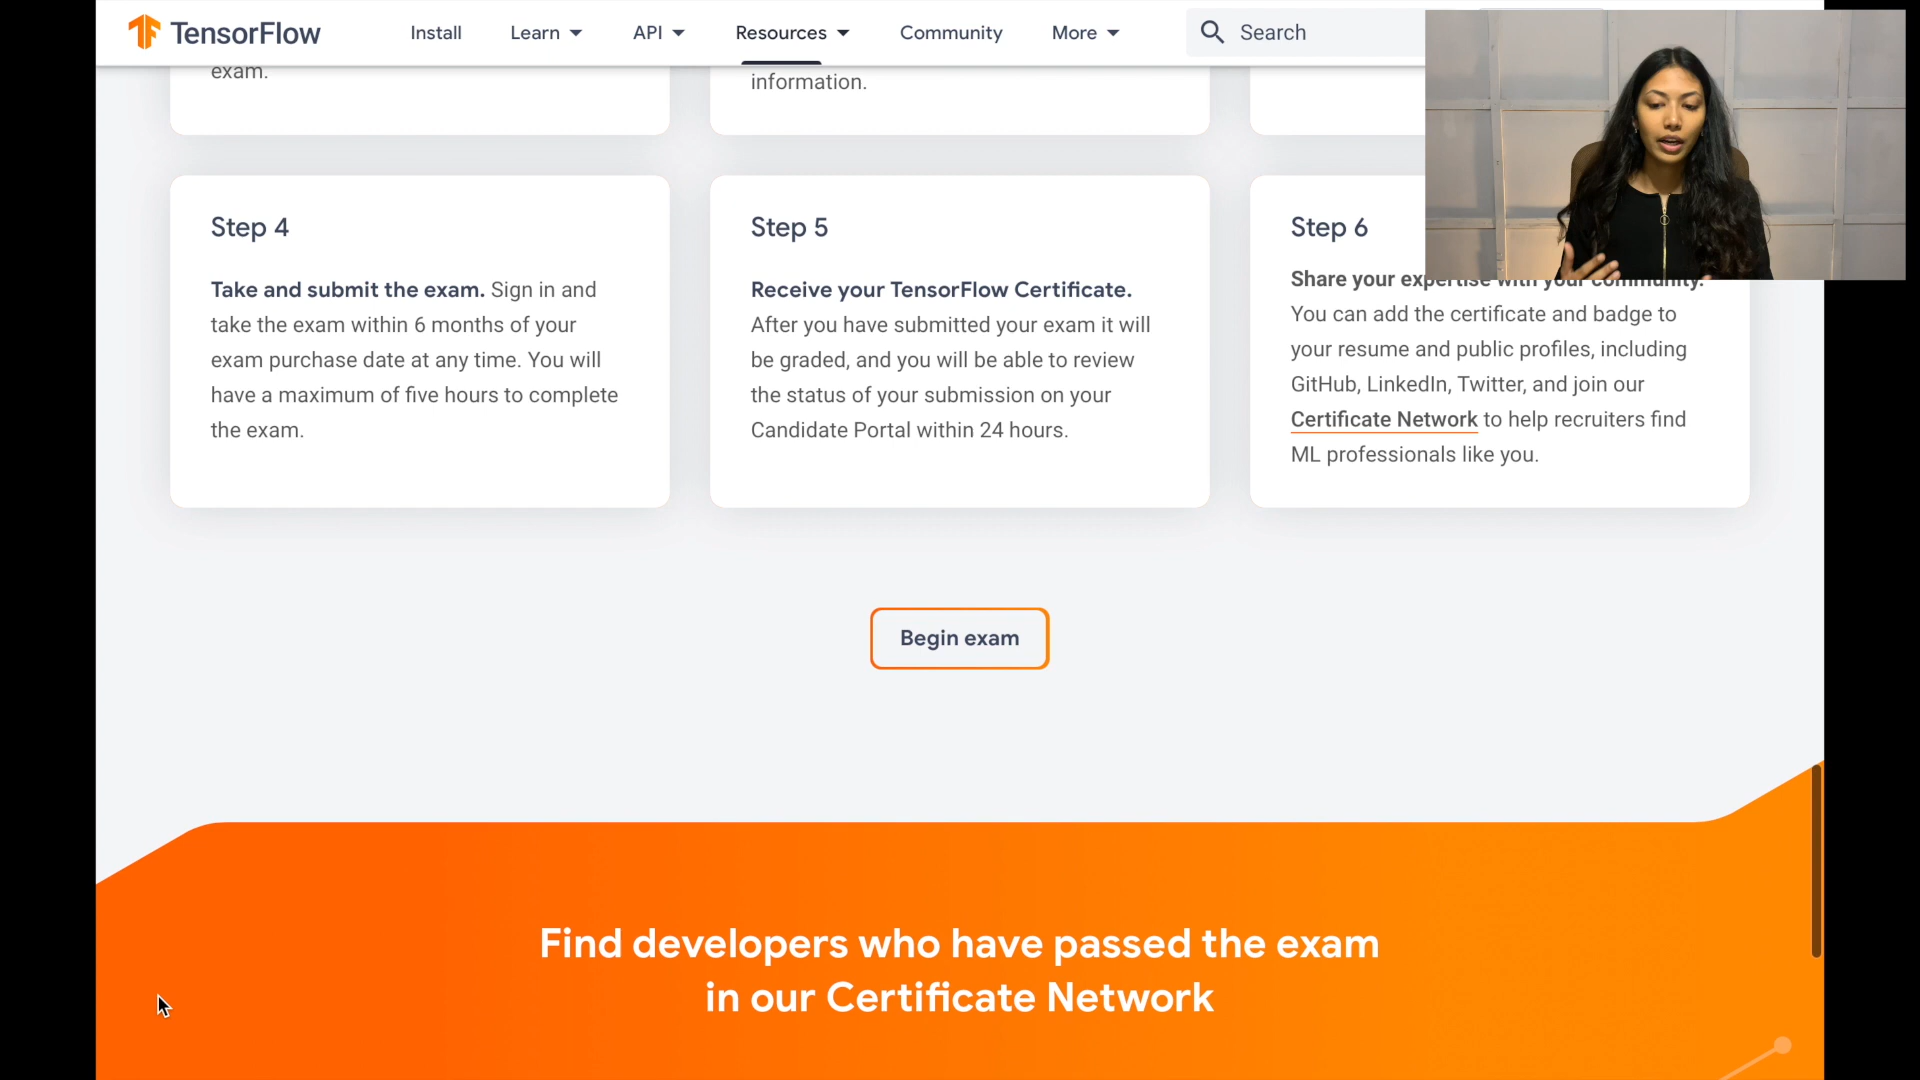 TensorFlow
Install
Learn
API
Resources
Community
More
Search
exam.
information.
Step 4
Take and submit the exam. Sign in and
take the exam within 6 months of your
exam purchase date at any time. You will
have a maximum of five hours to complete
the exam.
Step 5
Receive your TensorFlow Certificate.
After you have submitted your exam it will
be graded, and you will be able to review
the status of your submission on your
Candidate Portal within 24 hours.
Step 6
Share your expertise with your community.
You can add the certificate and badge to
your resume and public profiles, including
GitHub, LinkedIn, Twitter, and join our
Certificate Network to help recruiters find
ML professionals like you.
Begin exam
Find developers who have passed the exam
in our Certificate Network